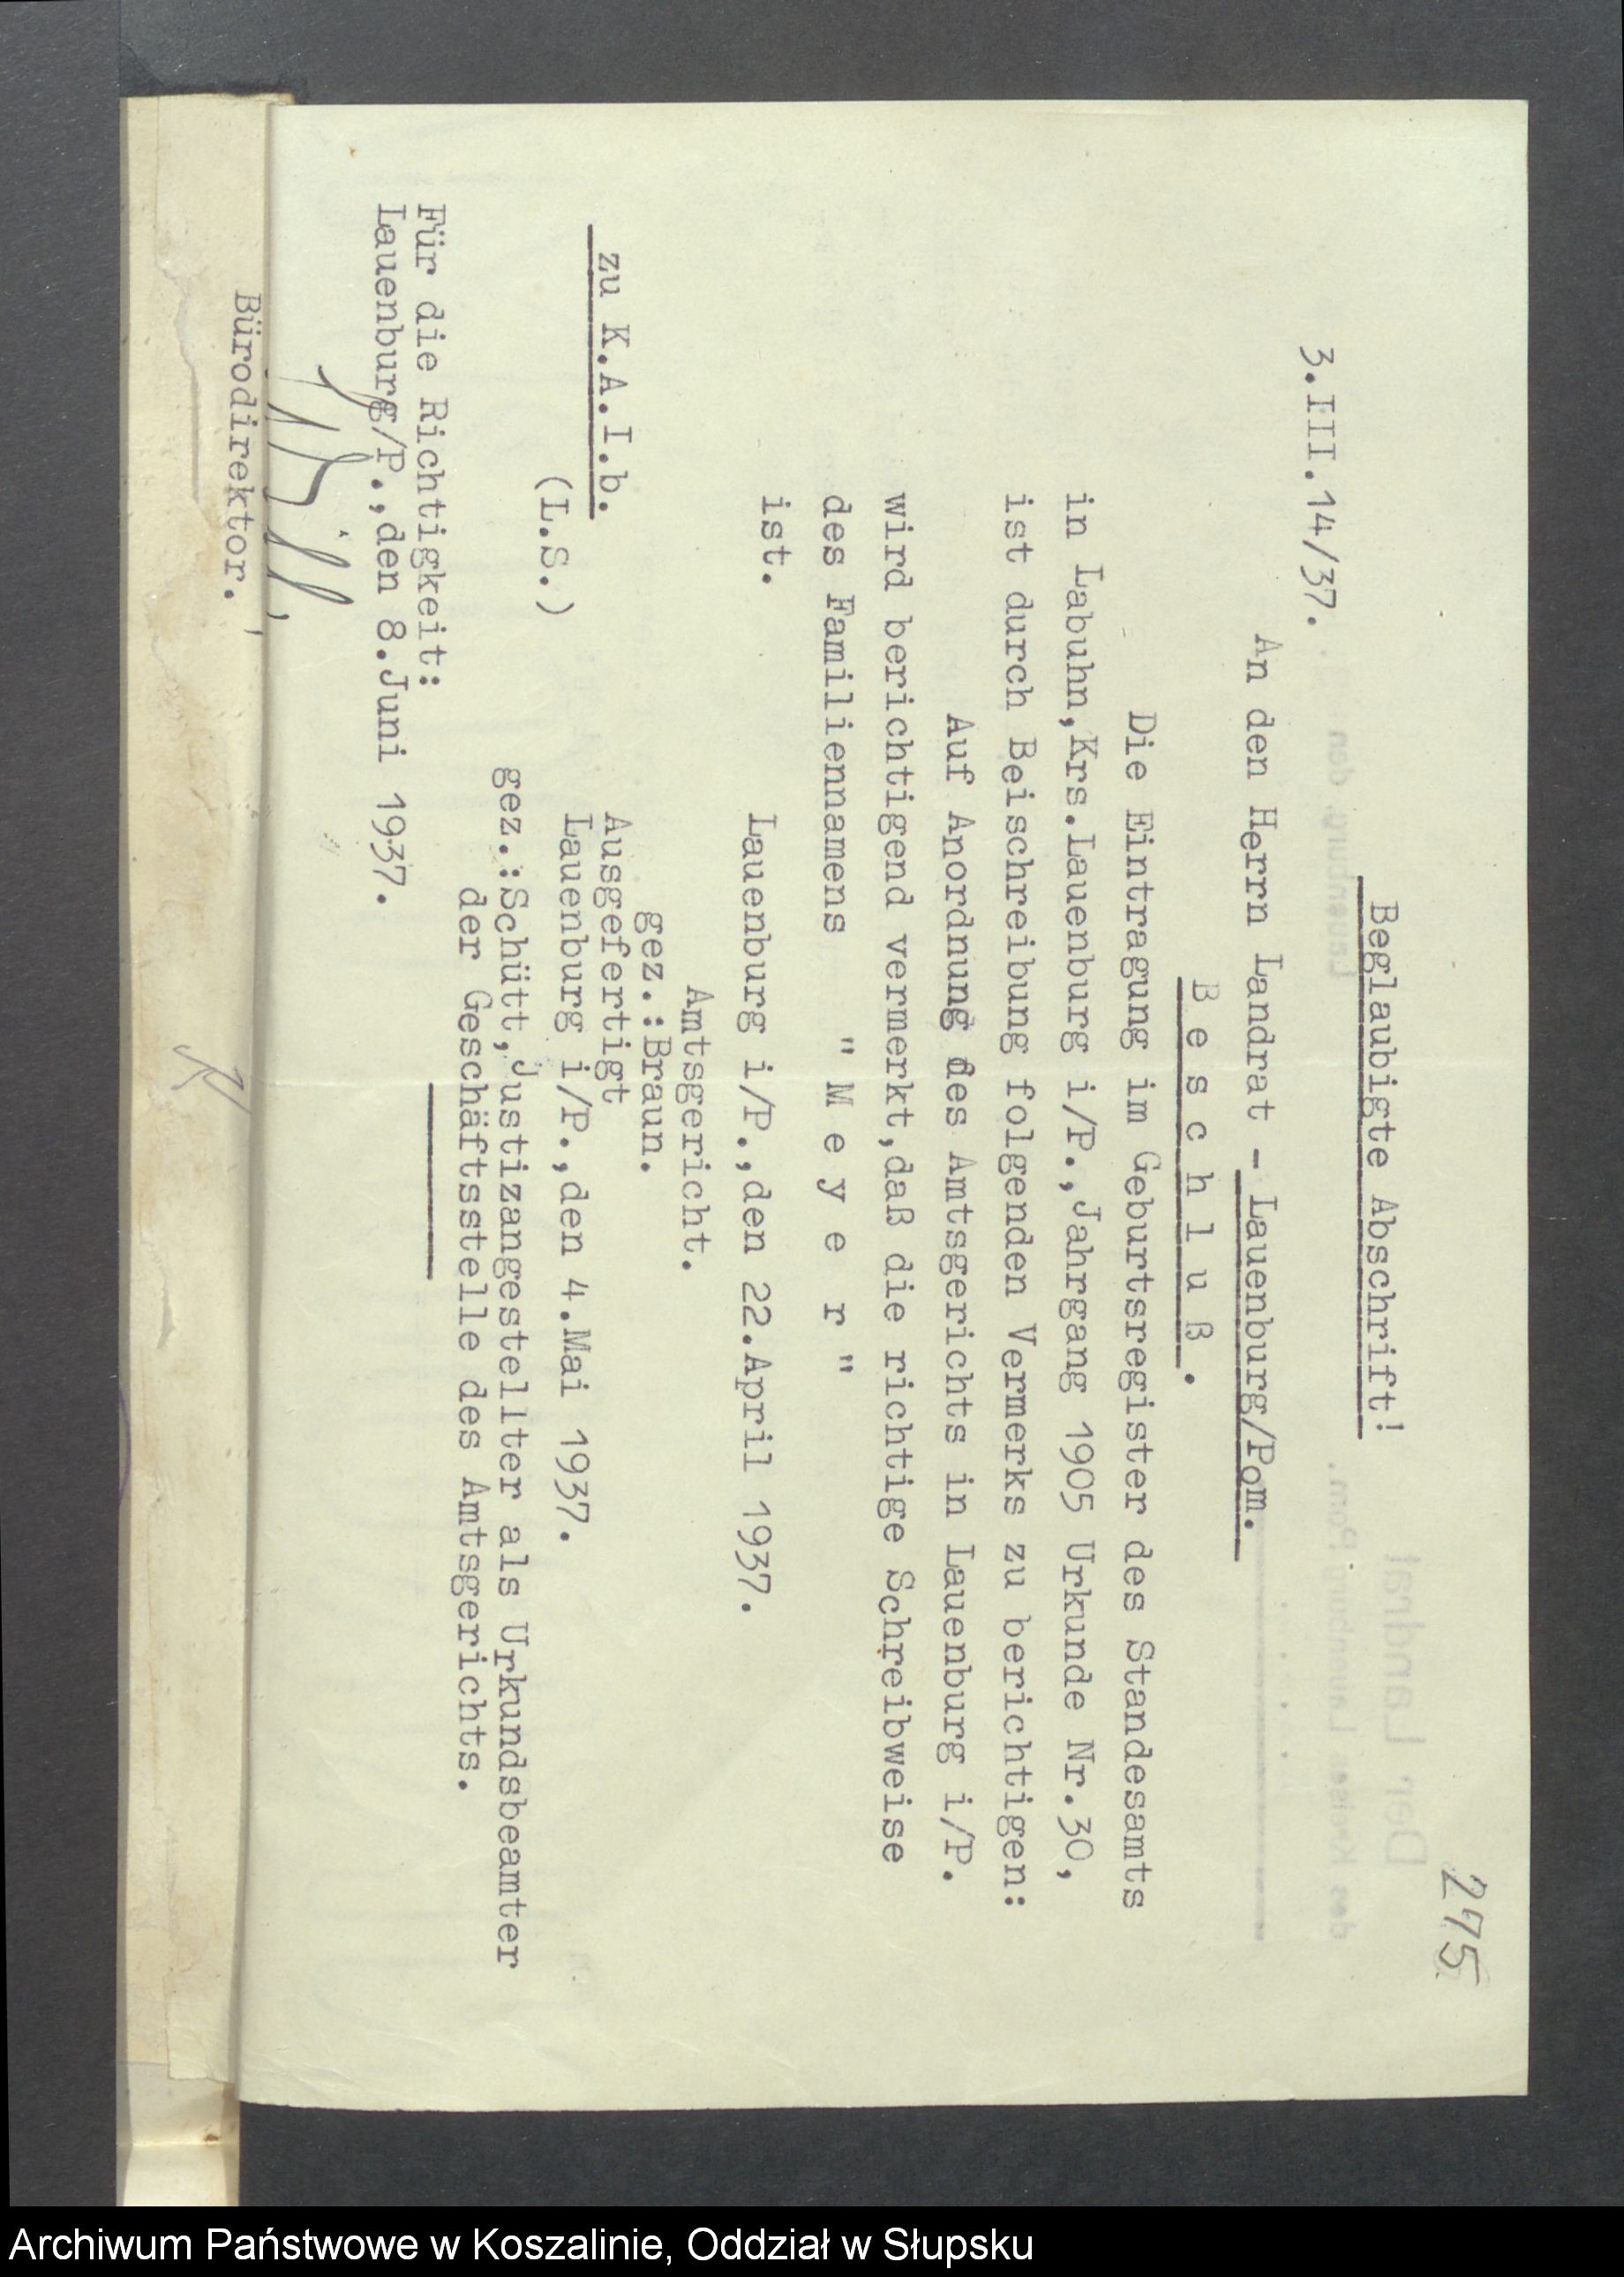 275
Beglaubigte Abschrift!
3.III.14/37.
An den Herrn Landrat - Lauenburg/Pom.
B e s c h l u ß .
Die Eintragung im Geburtsregister des Standesamts
in Labuhn,Krs.Lauenburg i/P.,Jahrgang 1905 Urkunde Nr.30,
ist durch Beischreibung folgenden Vermerks zu berichtigen:
Auf Anordnung des Amtsgerichts in Lauenburg i/P.
wird berichtigend vermerkt,daß die richtige Schreibweise
des Familiennamens "M e y e r"
ist.
Lauenburg i/P.,den 22.April 1937.
Amtsgericht.
gez.:Braun.
zu K.A.I.b.
Ausgefertigt
Lauenburg i/P.,den 4.Mai 1937.
(L.S.)
gez.:Schütt,Justizangestellter als Urkundsbeamter
der Geschäftsstelle des Amtsgerichts.
Für die Richtigkeit:
Lauenburg/P.,den 8.Juni 1937.
Bürodirektor.
Archiwum Państwowe w Koszalinie, Oddział w Słupsku